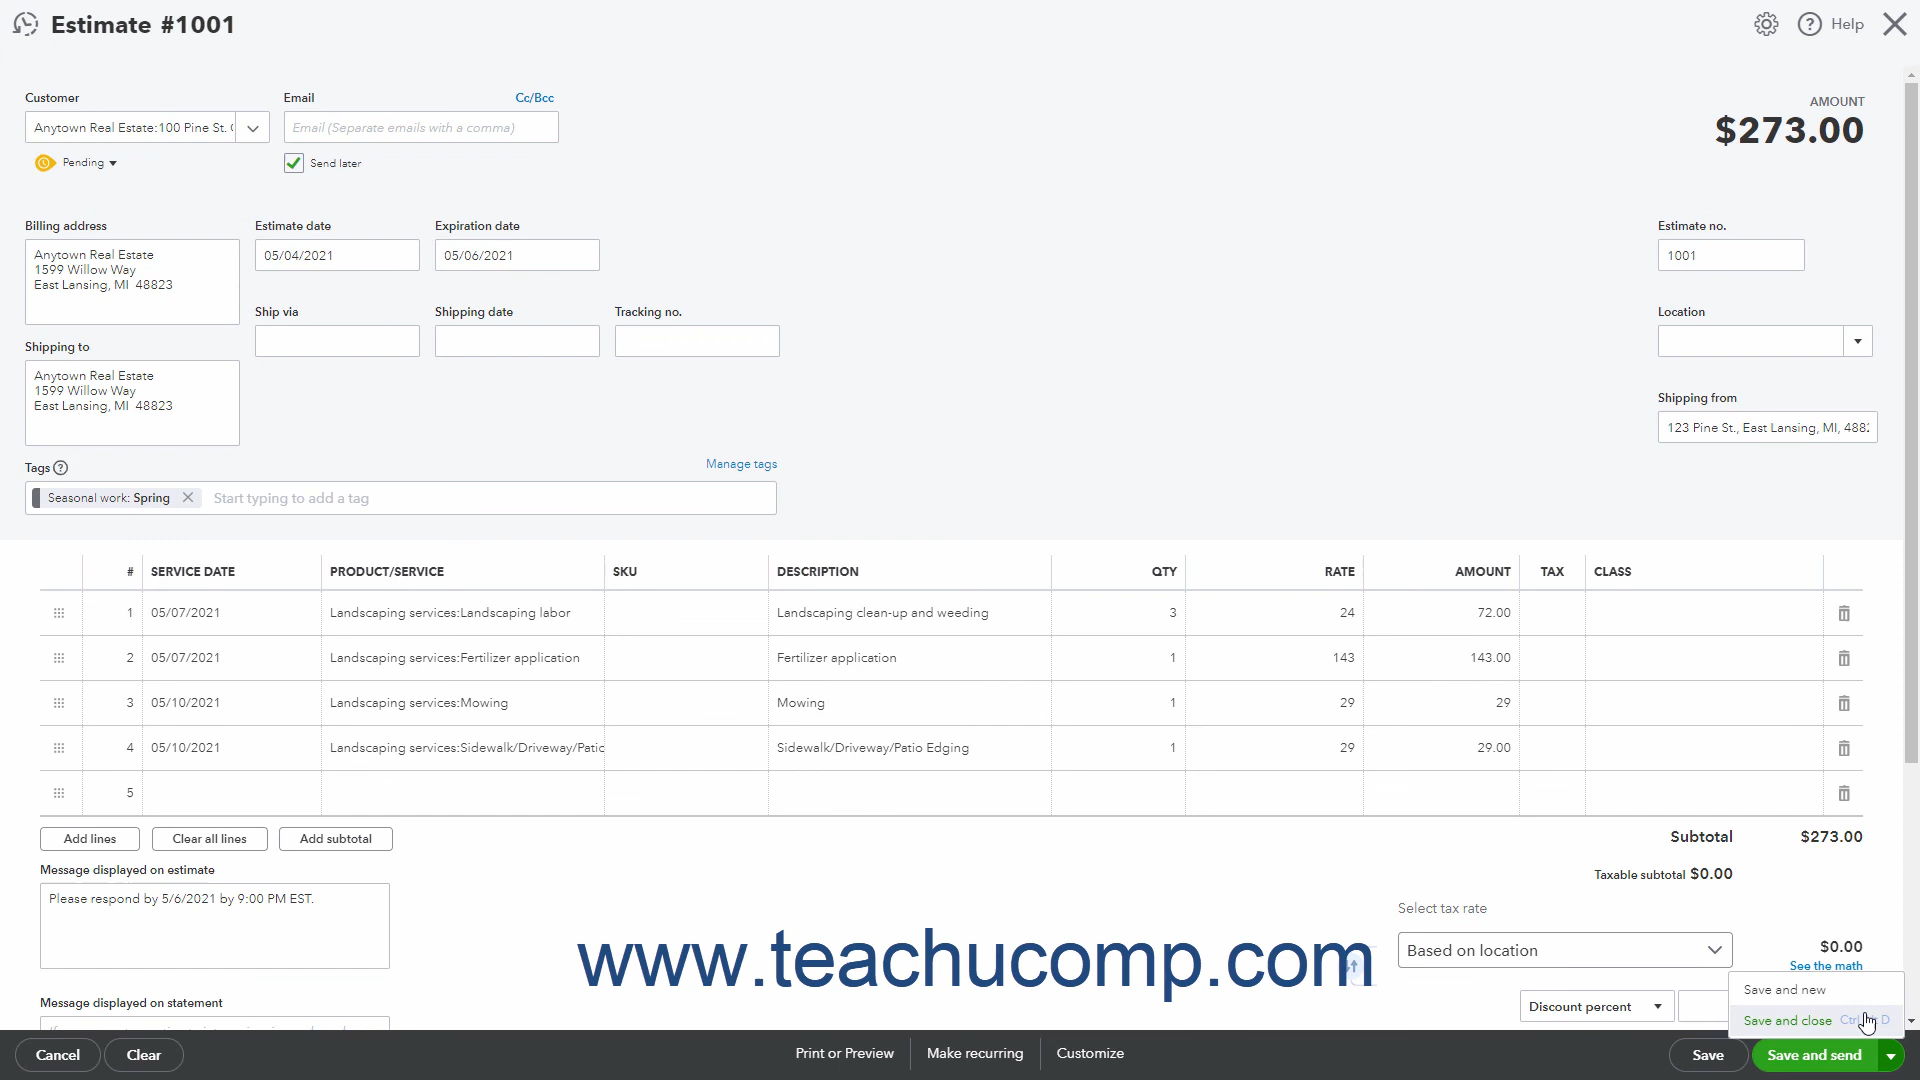 Estimate #1001
Help
Customer
Email
Cc/Bcc
AMOUNT
$273.00
Anytown Real Estate:100 Pine St.
Email (Separate emails with a comma)
Pending
Send later
Billing address
Estimate date
Expiration date
Estimate no.
Anytown Real Estate
1599 Willow Way
East Lansing, MI 48823
05/04/2021
05/06/2021
1001
Ship via
Shipping date
Tracking no.
Location
Shipping to
Anytown Real Estate
1599 Willow Way
East Lansing, MI 48823
Shipping from
123 Pine St., East Lansing, MI, 4882
Tags
Manage tags
Seasonal work: Spring
Start typing to add a tag
# SERVICE DATE PRODUCT/SERVICE SKU DESCRIPTION QTY RATE AMOUNT TAX CLASS
1 05/07/2021 Landscaping services:Landscaping labor Landscaping clean-up and weeding 3 24 72.00
2 05/07/2021 Landscaping services:Fertilizer application Fertilizer application 1 143 143.00
3 05/10/2021 Landscaping services:Mowing Mowing 1 29 29
4 05/10/2021 Landscaping services:Sidewalk/Driveway/Patic Sidewalk/Driveway/Patio Edging 1 29 29.00
5
Add lines
Clear all lines
Add subtotal
Subtotal $273.00
Message displayed on estimate
Taxable subtotal $0.00
Please respond by 5/6/2021 by 9:00 PM EST.
Select tax rate
www.teachucomp.com
Based on location
$0.00
See the math
Message displayed on statement
Discount percent
Save and new
Save and close
Cancel
Clear
Print or Preview
Make recurring
Customize
Save
Save and send